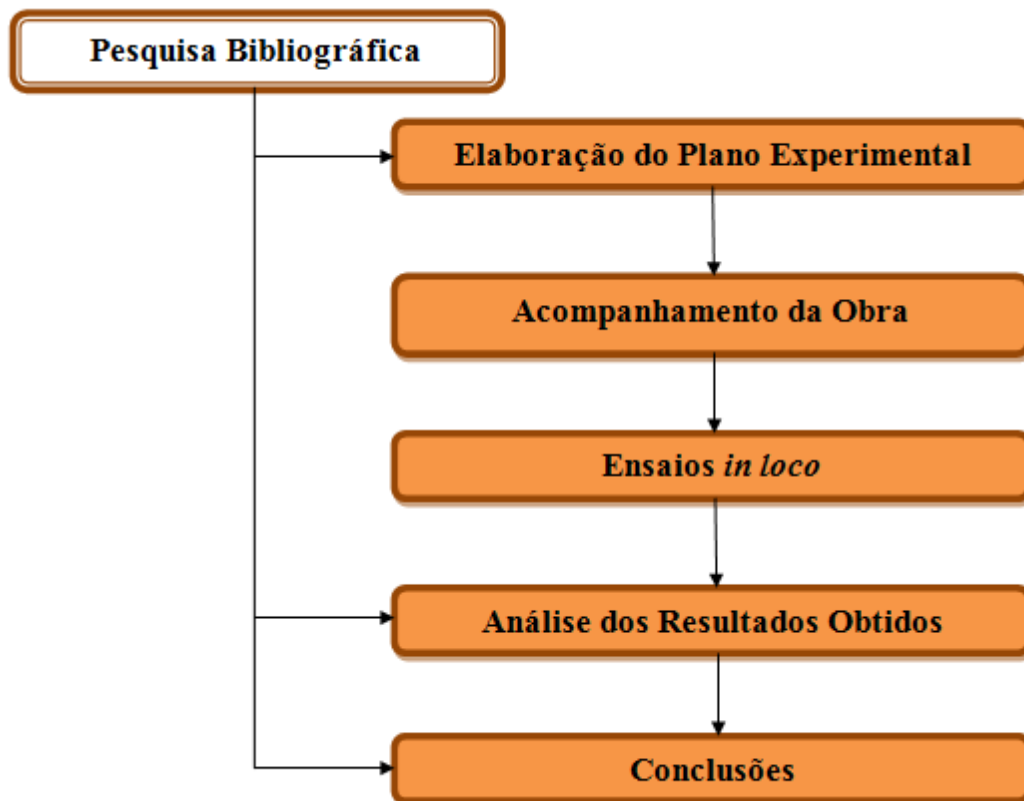 Pesquisa Bibliográfica
Elaboração do Plano Experimental
Acompanhamento da Obra
Ensaios in loco
Análise dos Resultados Obtidos
Conclusões